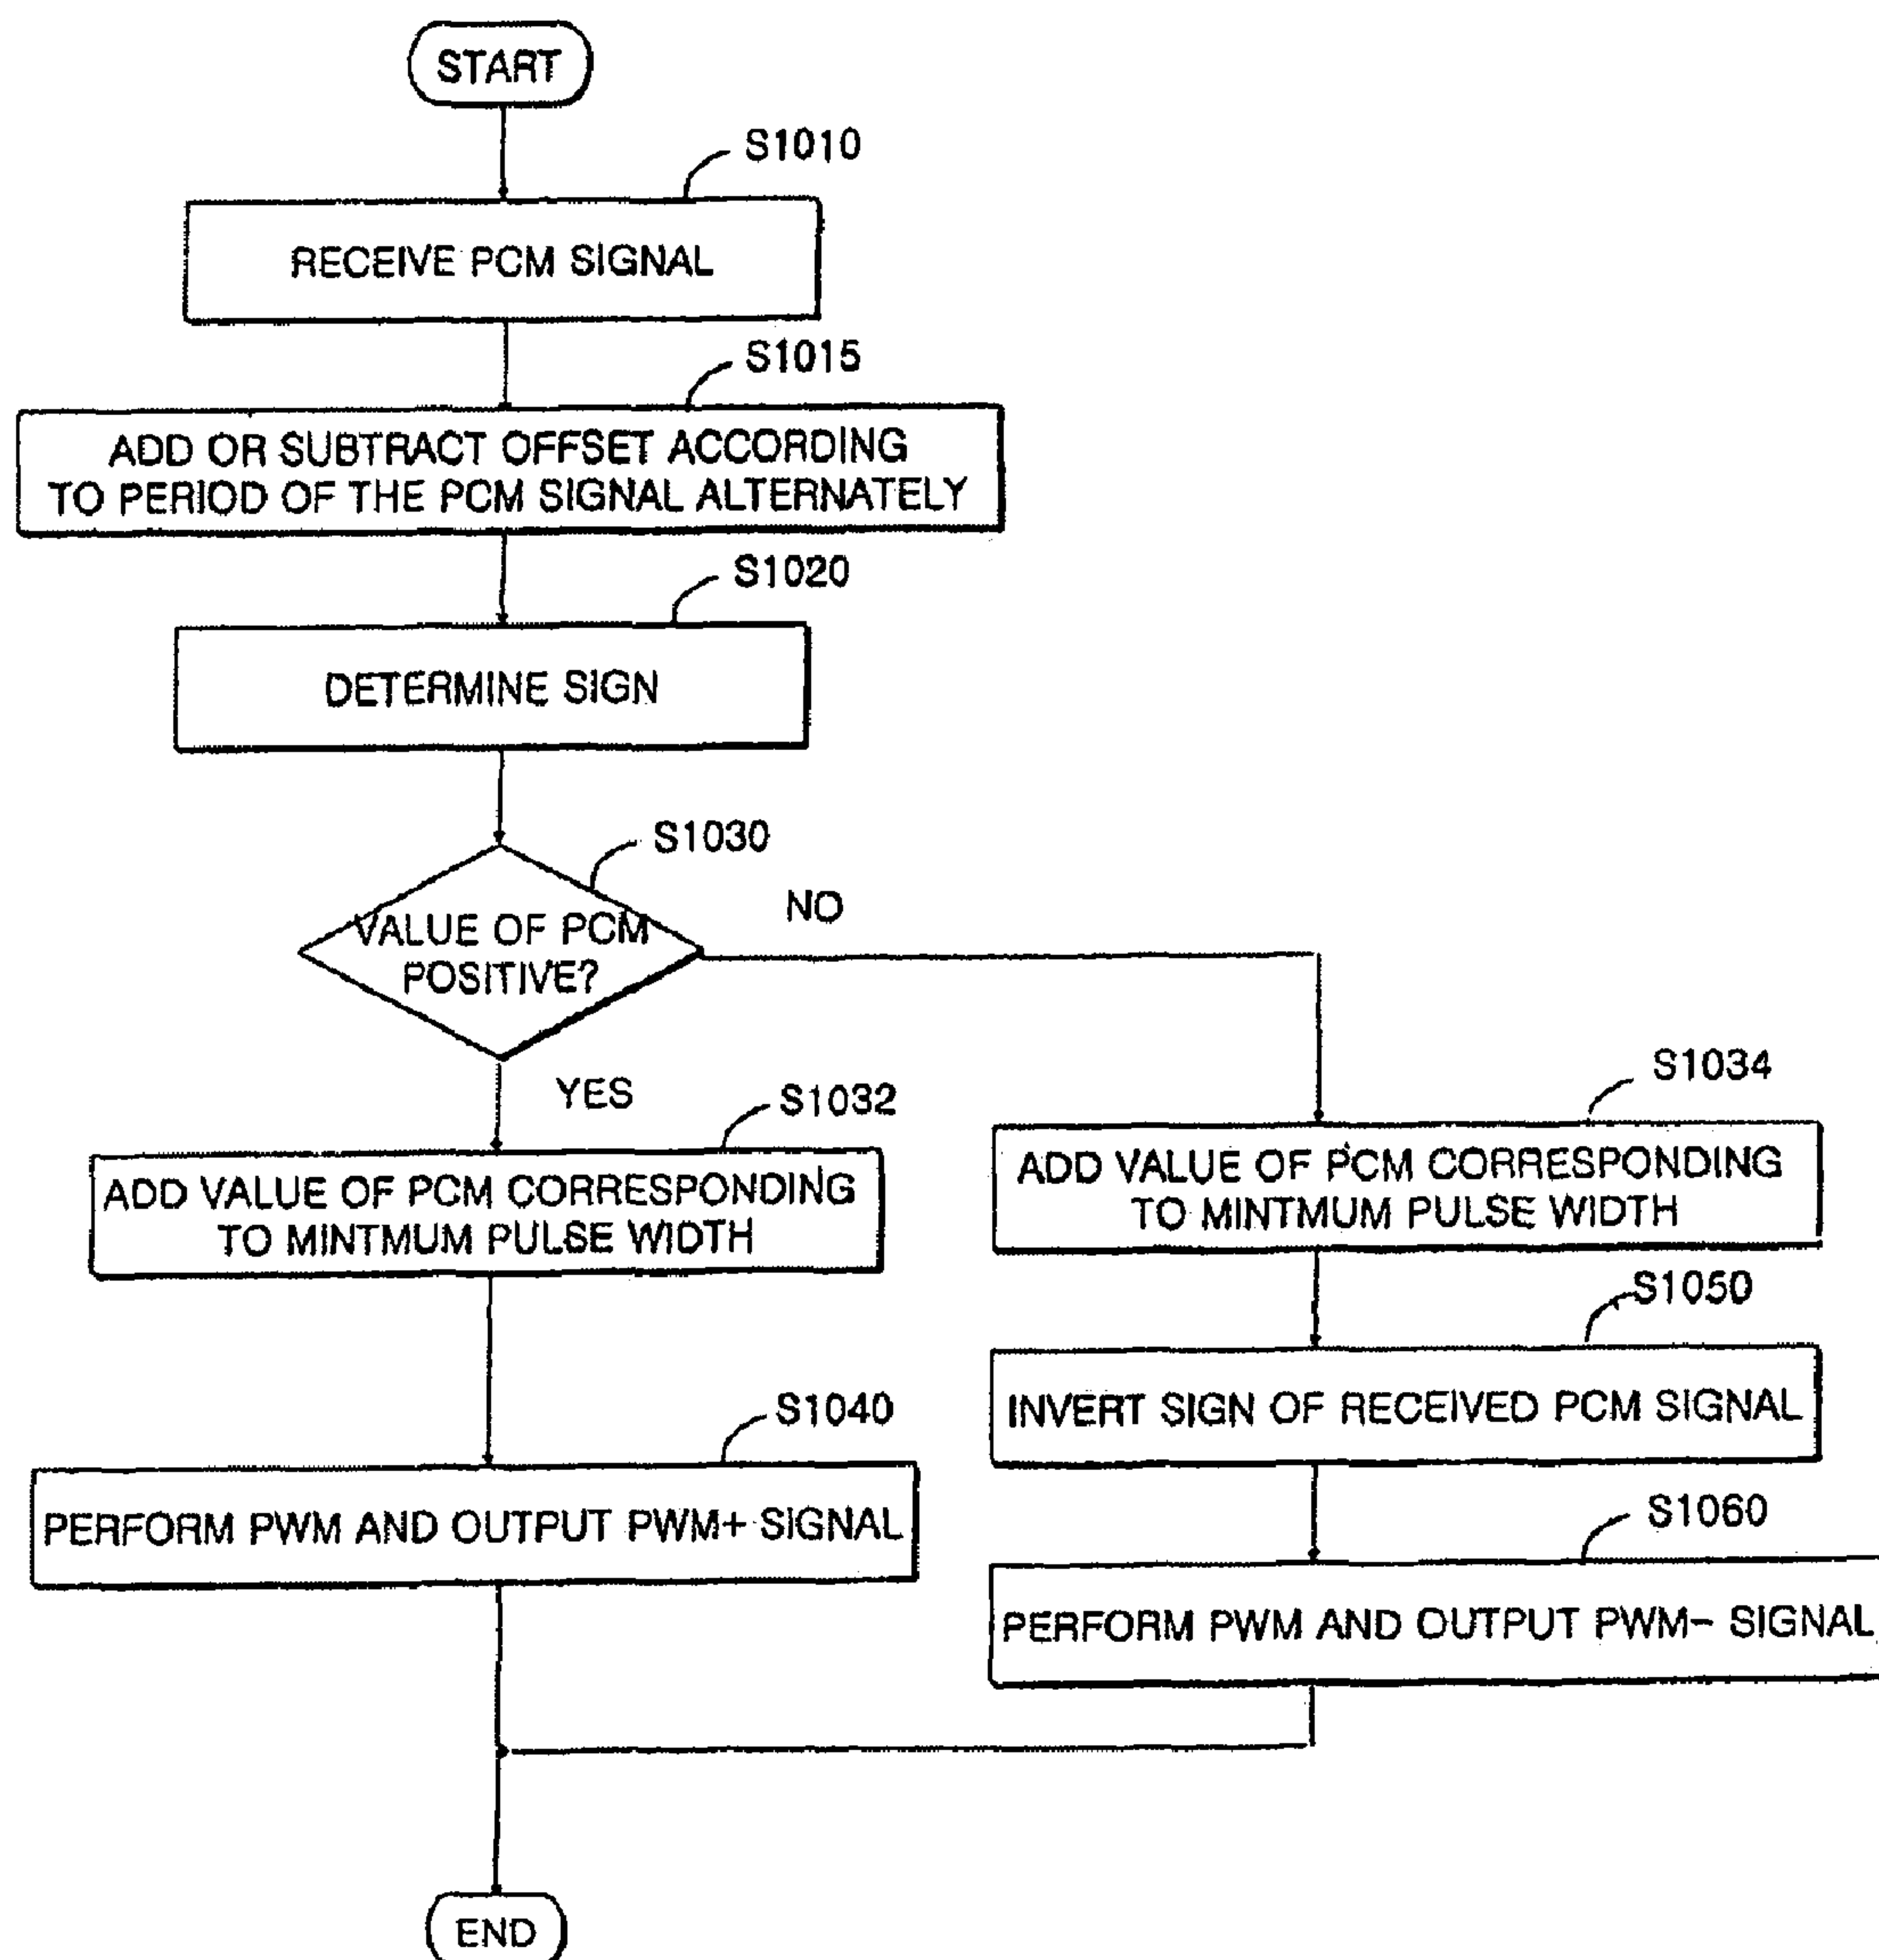 START
S1010
RECEIVE PCM SIGNAL
S1015
ADD OR SUBTRACT OFFSET ACCORDING
TO PERIOD OF THE PCM SIGNAL ALTERNATELY
S1020
DETERMINE SIGN
S1030
VALUE OF PCM
POSITIVE?
NO
YES
S1032
ADD VALUE OF PCM CORRESPONDING
TO MINTMUM PULSE WIDTH
S1040
PERFORM PWM AND OUTPUT PWM+ SIGNAL
S1034
ADD VALUE OF PCM CORRESPONDING
TO MINTMUM PULSE WIDTH
S1050
INVERT SIGN OF RECEIVED PCM SIGNAL
S1060
PERFORM PWM AND OUTPUT PWM- SIGNAL
END